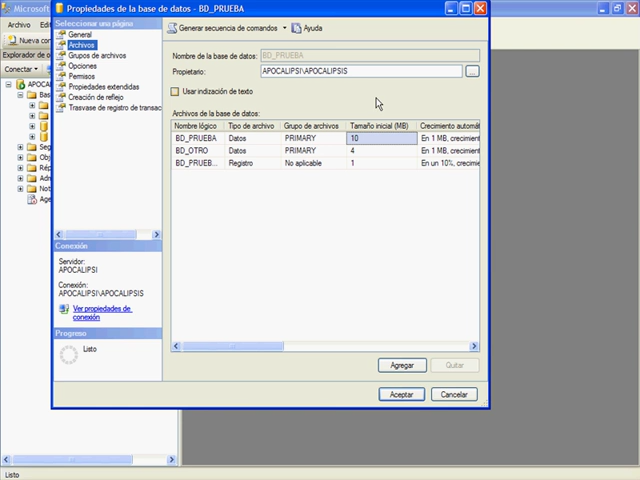 Microsoft
Propiedades de la base de datos - BD_PRUEBA
Archivo
Nueva con
Explorador de o
Conectar
APOCAL
Bas
Seg
Obj
Rép
Adm
Not
Age
Seleccionar una página
General
Archivos
Grupos de archivos
Opciones
Permisos
Propiedades extendidas
Creación de reflejo
Trasvase de registro de transac
Conexión
Servidor:
APOCALIPSI
Conexión:
APOCALIPSI\APOCALIPSIS
Ver propiedades de
conexión
Progreso
Listo
Generar secuencia de comandos
Ayuda
Nombre de la base de datos: BD_PRUEBA
Propietario: APOCALIPSI\APOCALIPSIS ...
Usar indización de texto
Archivos de la base de datos:
Nombre lógico Tipo de archivo Grupo de archivos Tamaño inicial (MB) Crecimiento automát
BD_PRUEBA Datos PRIMARY 10 En 1 MB, crecimient
BD_OTRO Datos PRIMARY 4 En 1 MB, crecimient
BD_PRUEB... Registro No aplicable 1 En un 10%, crecimie
Agregar Quitar
Aceptar Cancelar
Listo